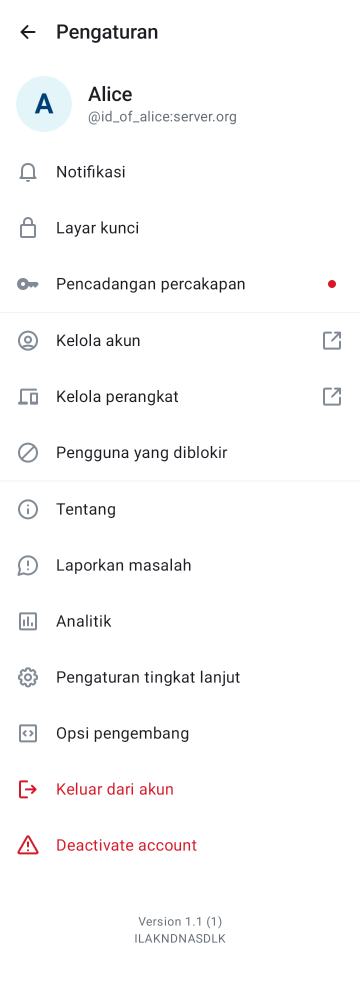 Pengaturan
A
Alice
@id_of_alice:server.org
Notifikasi
Layar kunci
Pencadangan percakapan
Kelola akun
Kelola perangkat
Pengguna yang diblokir
Tentang
Laporkan masalah
Analitik
Pengaturan tingkat lanjut
Opsi pengembang
Keluar dari akun
Deactivate account
Version 1.1 (1)
ILAKNDNASDLK